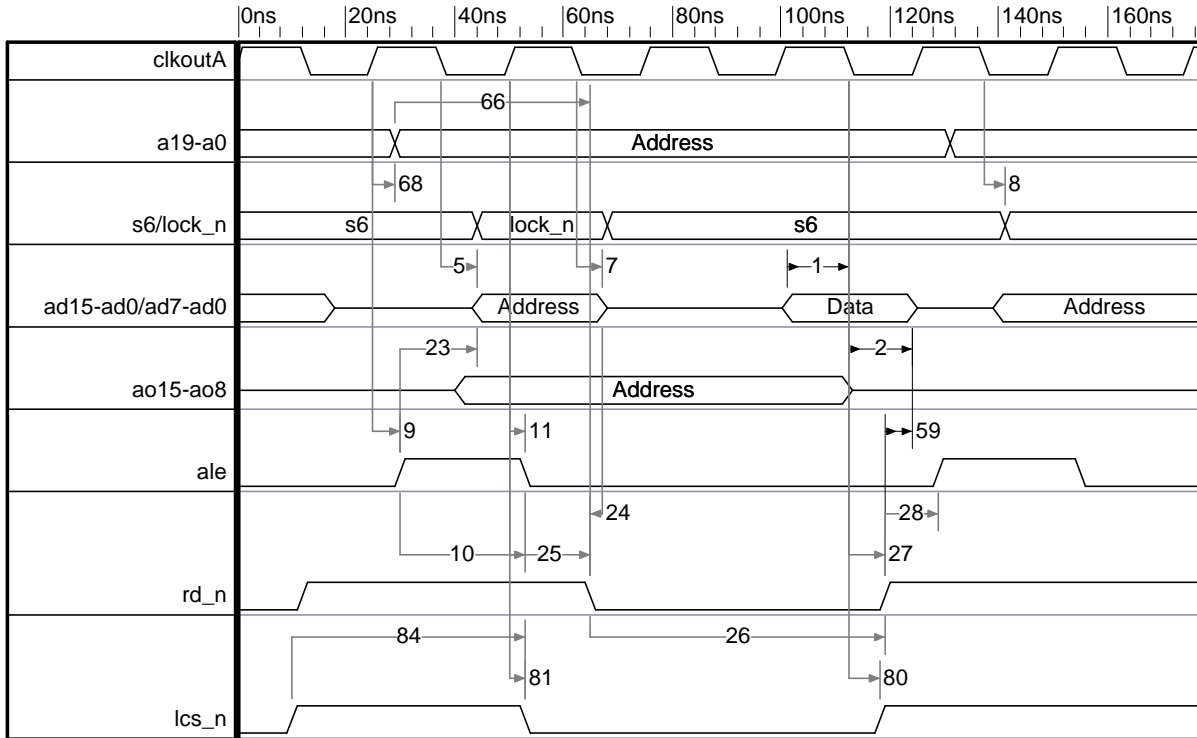 0ns 20ns 40ns 60ns 80ns 100ns 120ns 140ns 160ns
clkoutA
66
a19-a0 Address
68 8
s6/lock_n s6 lock_n s6
5 7 1
ad15-ad0/ad7-ad0 Address Data Address
23 2
ao15-ao8 Address
9 11 59
ale
24 28
10 25 27
rd_n
84 26
81 80
lcs_n